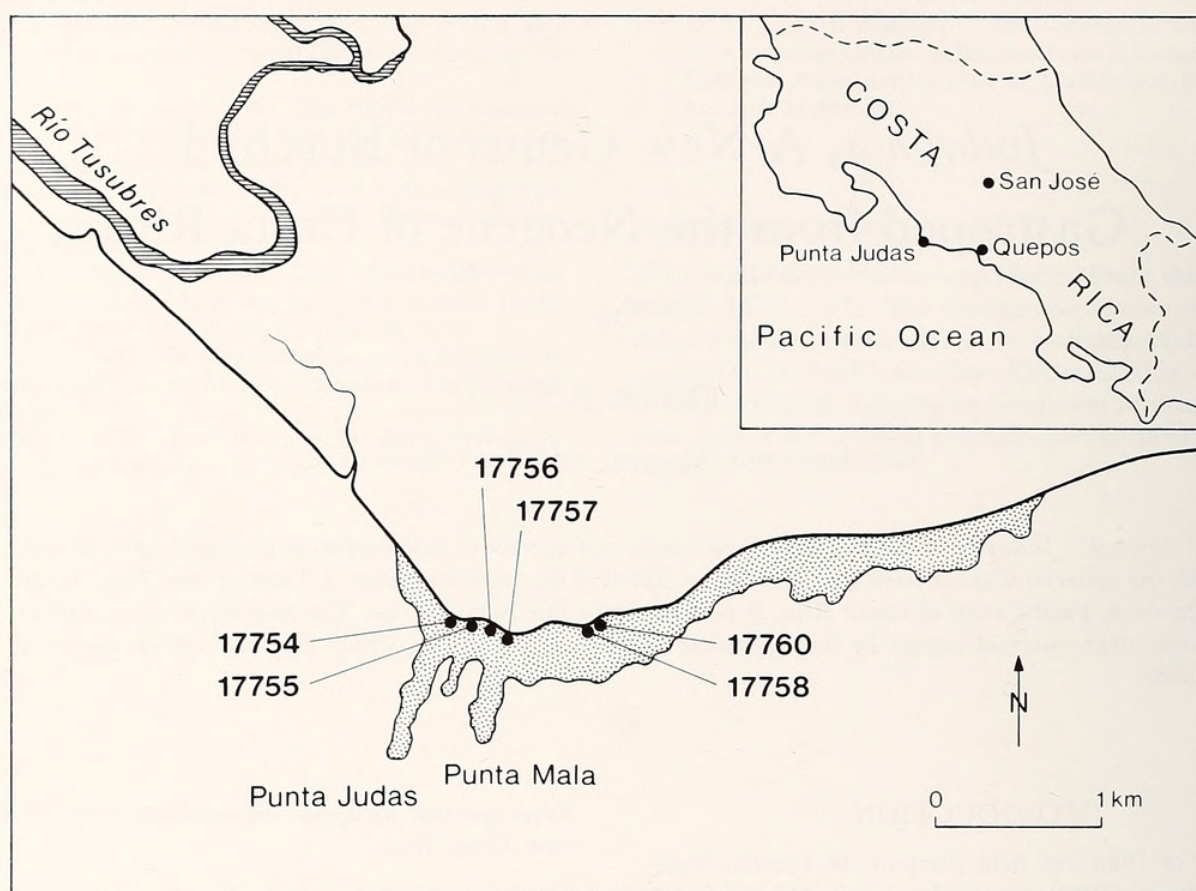 Río Tusubres
COSTA
RICA
San José
Punta Judas
Quepos
Pacific Ocean
17756
17757
17754
17755
17760
17758
N
Punta Mala
Punta Judas
0 1 km